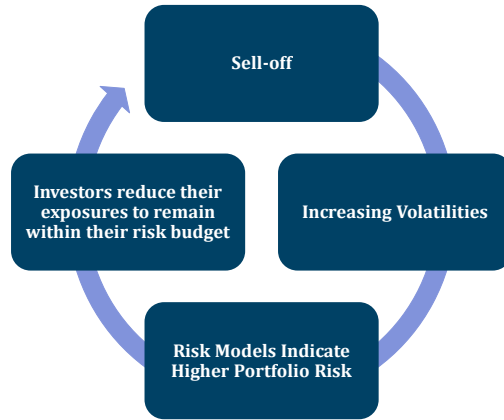 Sell-off
Increasing Volatilities
Risk Models Indicate
Higher Portfolio Risk
Investors reduce their
exposures to remain
within their risk budget